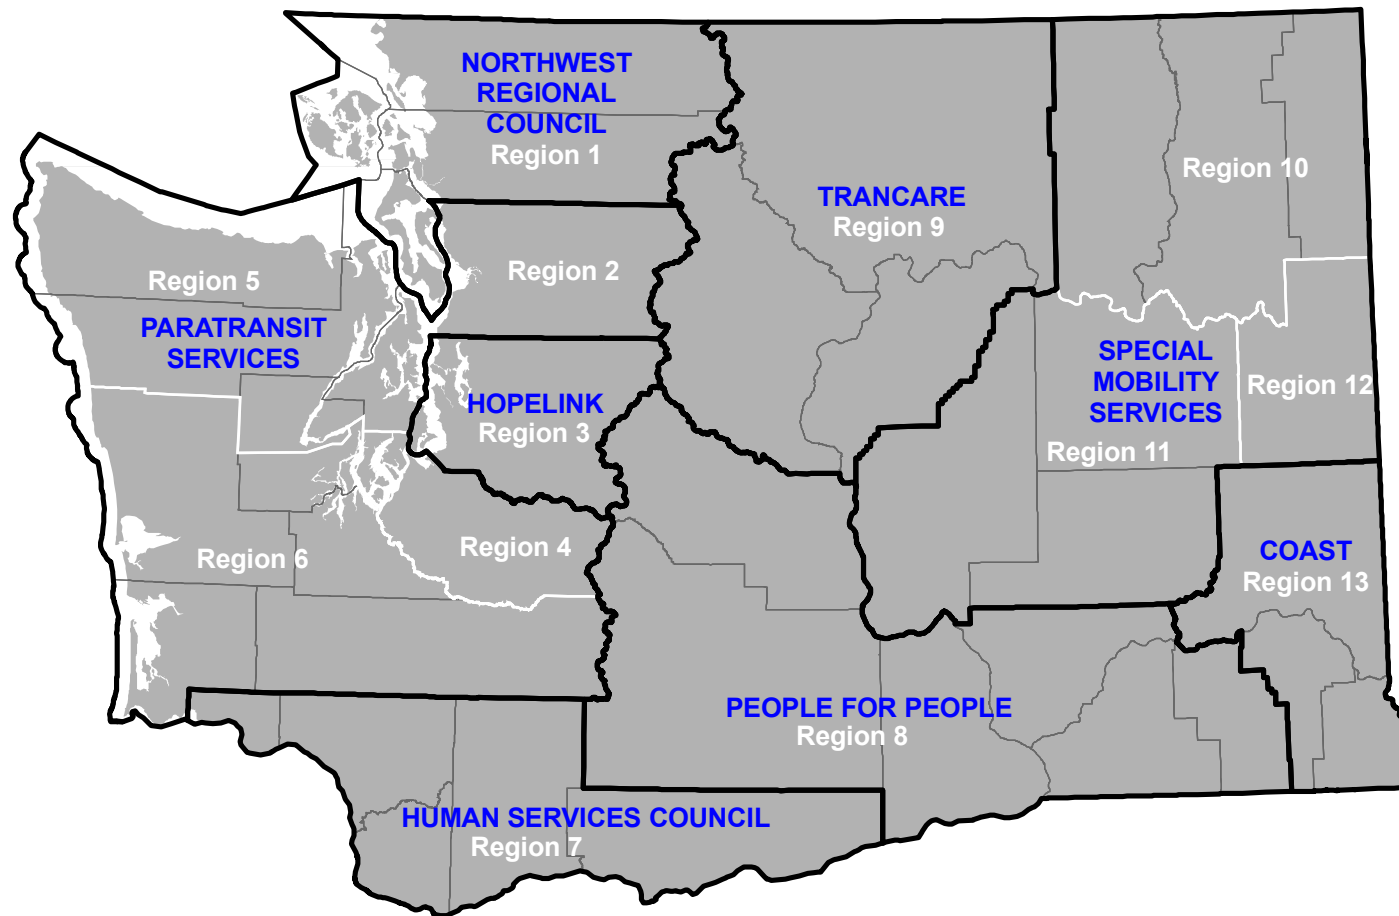 NORTHWEST
REGIONAL
COUNCIL
Region 1
Region 10
TRANCARE
Region 9
Region 2
Region 5
PARATRANSIT
SERVICES
SPECIAL
MOBILITY
SERVICES
Region 12
HOPELINK
Region 3
Region 11
Region 4
Region 6
COAST
Region 13
PEOPLE FOR PEOPLE
Region 8
HUMAN SERVICES COUNCIL
Region 7